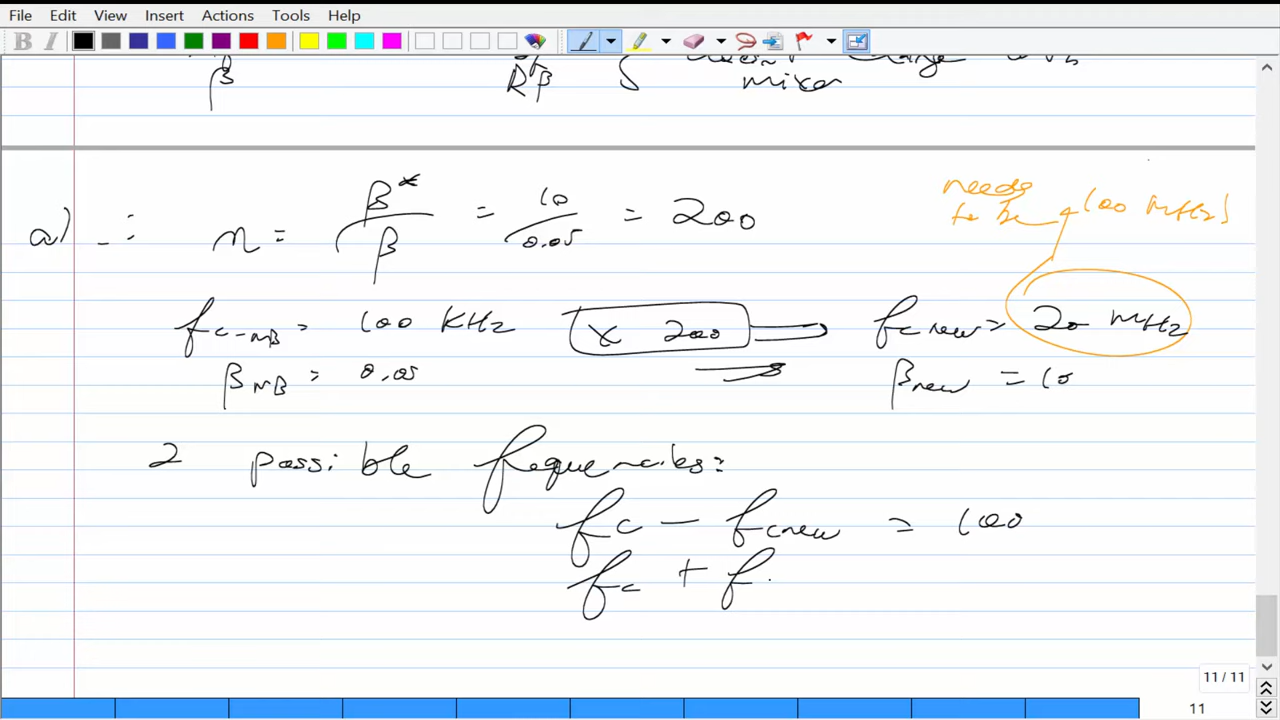 File Edit View Insert Actions Tools Help
B I
β Rβ mixer
needs
to be 100 MHz
a) ∴ n = β* / β = 10 / 0.05 = 200
fc-NB = 100 KHz × 200 ⟹ fcnew = 20 MHz
βNB = 0.05 ⟹ βnew = 10
2 possible frequencies:
fc – fcnew = 100
fc + f
11 / 11
11